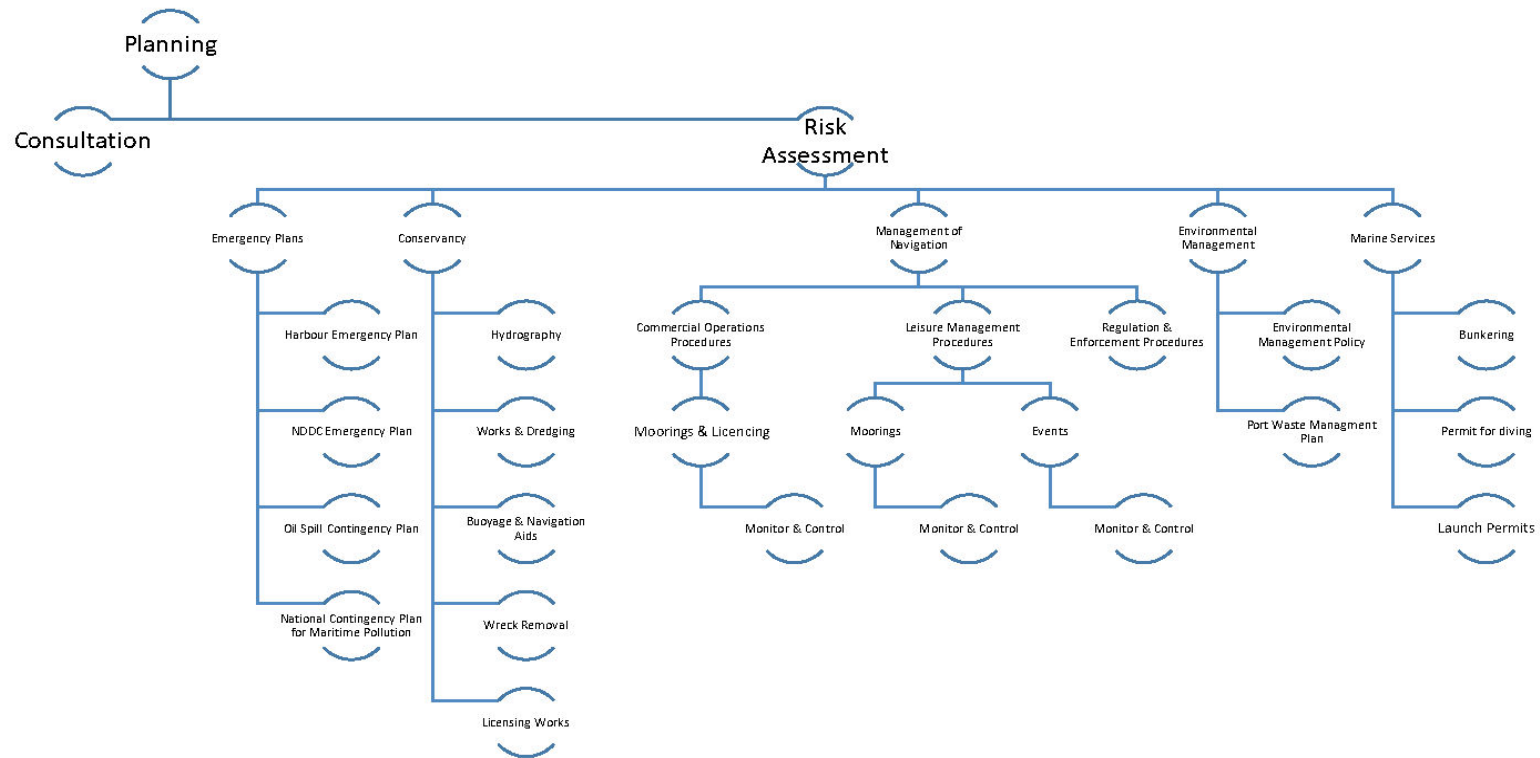 Planning
Consultation
Risk
Assessment
Emergency Plans
Conservancy
Management of
Navigation
Environmental
Management
Marine Services
Harbour Emergency Plan
Hydrography
Commercial Operations
Procedures
Leisure Management
Procedures
Regulation &
Enforcement Procedures
Environmental
Management Policy
Bunkering
NDDC Emergency Plan
Works & Dredging
Moorings & Licencing
Moorings
Events
Port Waste Managment
Plan
Permit for diving
Oil Spill Contingency Plan
Buoyage & Navigation
Aids
Monitor & Control
Monitor & Control
Monitor & Control
Launch Permits
National Contingency Plan
for Maritime Pollution
Wreck Removal
Licensing Works